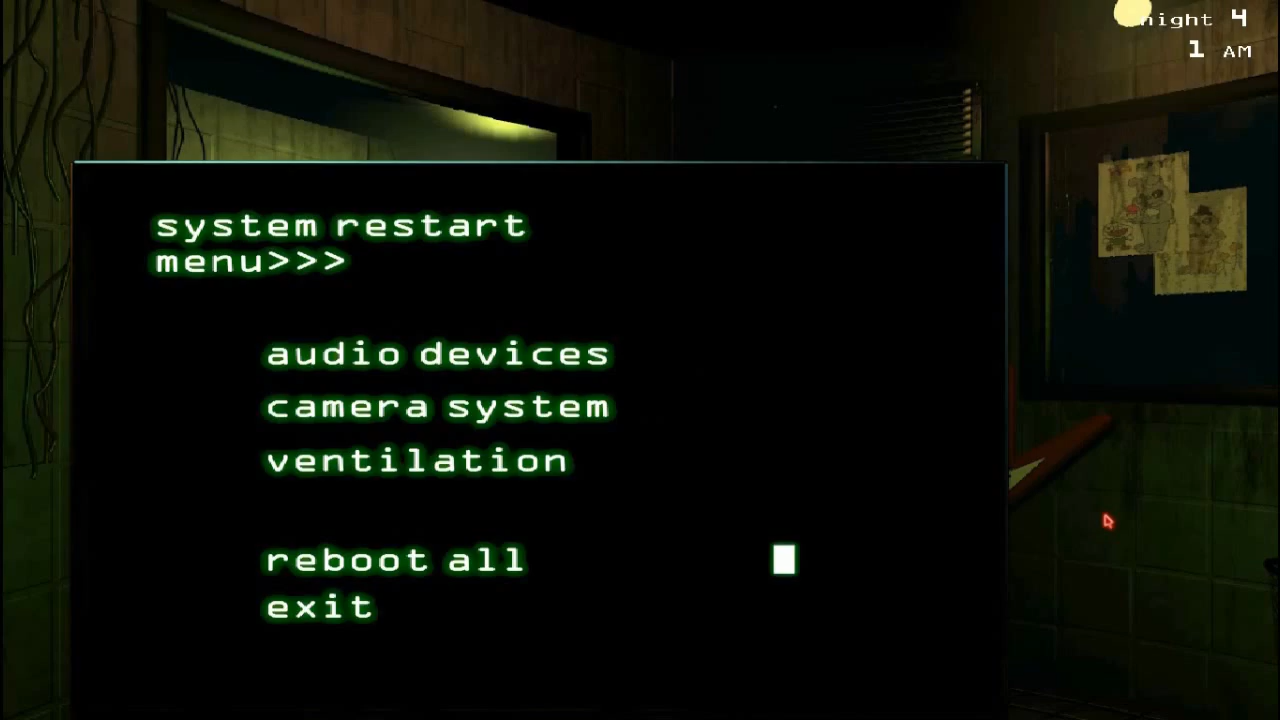 night 4
1 AM
system restart
menu>>>
audio devices
camera system
ventilation
reboot all
exit